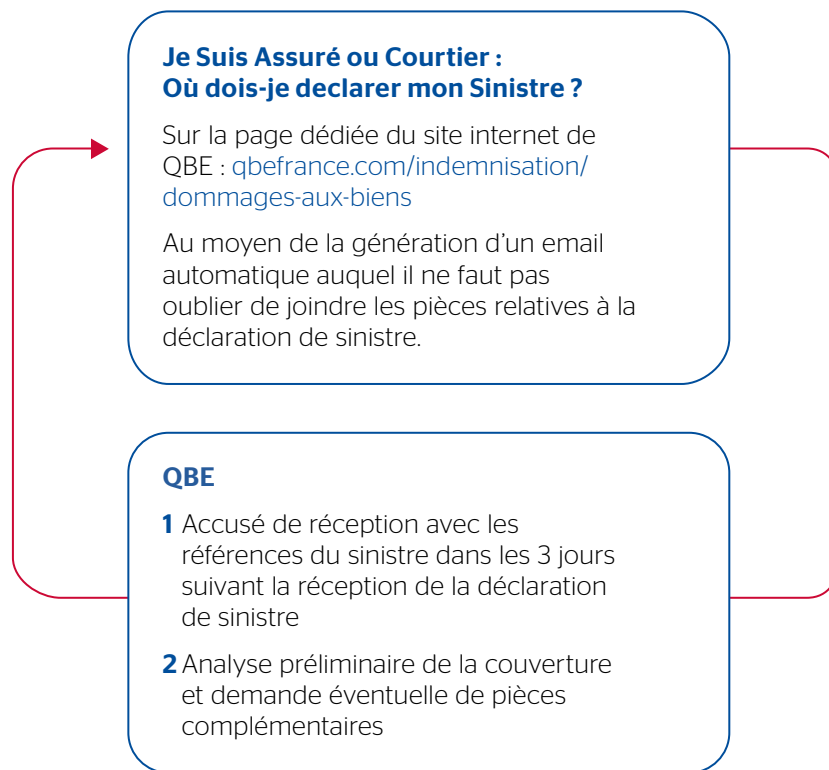 Je Suis Assuré ou Courtier :
Où dois-je declarer mon Sinistre ?
Sur la page dédiée du site internet de
QBE : qbefrance.com/indemnisation/
dommages-aux-biens
Au moyen de la génération d’un email
automatique auquel il ne faut pas
oublier de joindre les pièces relatives à la
déclaration de sinistre.
QBE
1 Accusé de réception avec les
références du sinistre dans les 3 jours
suivant la réception de la déclaration
de sinistre
2 Analyse préliminaire de la couverture
et demande éventuelle de pièces
complémentaires